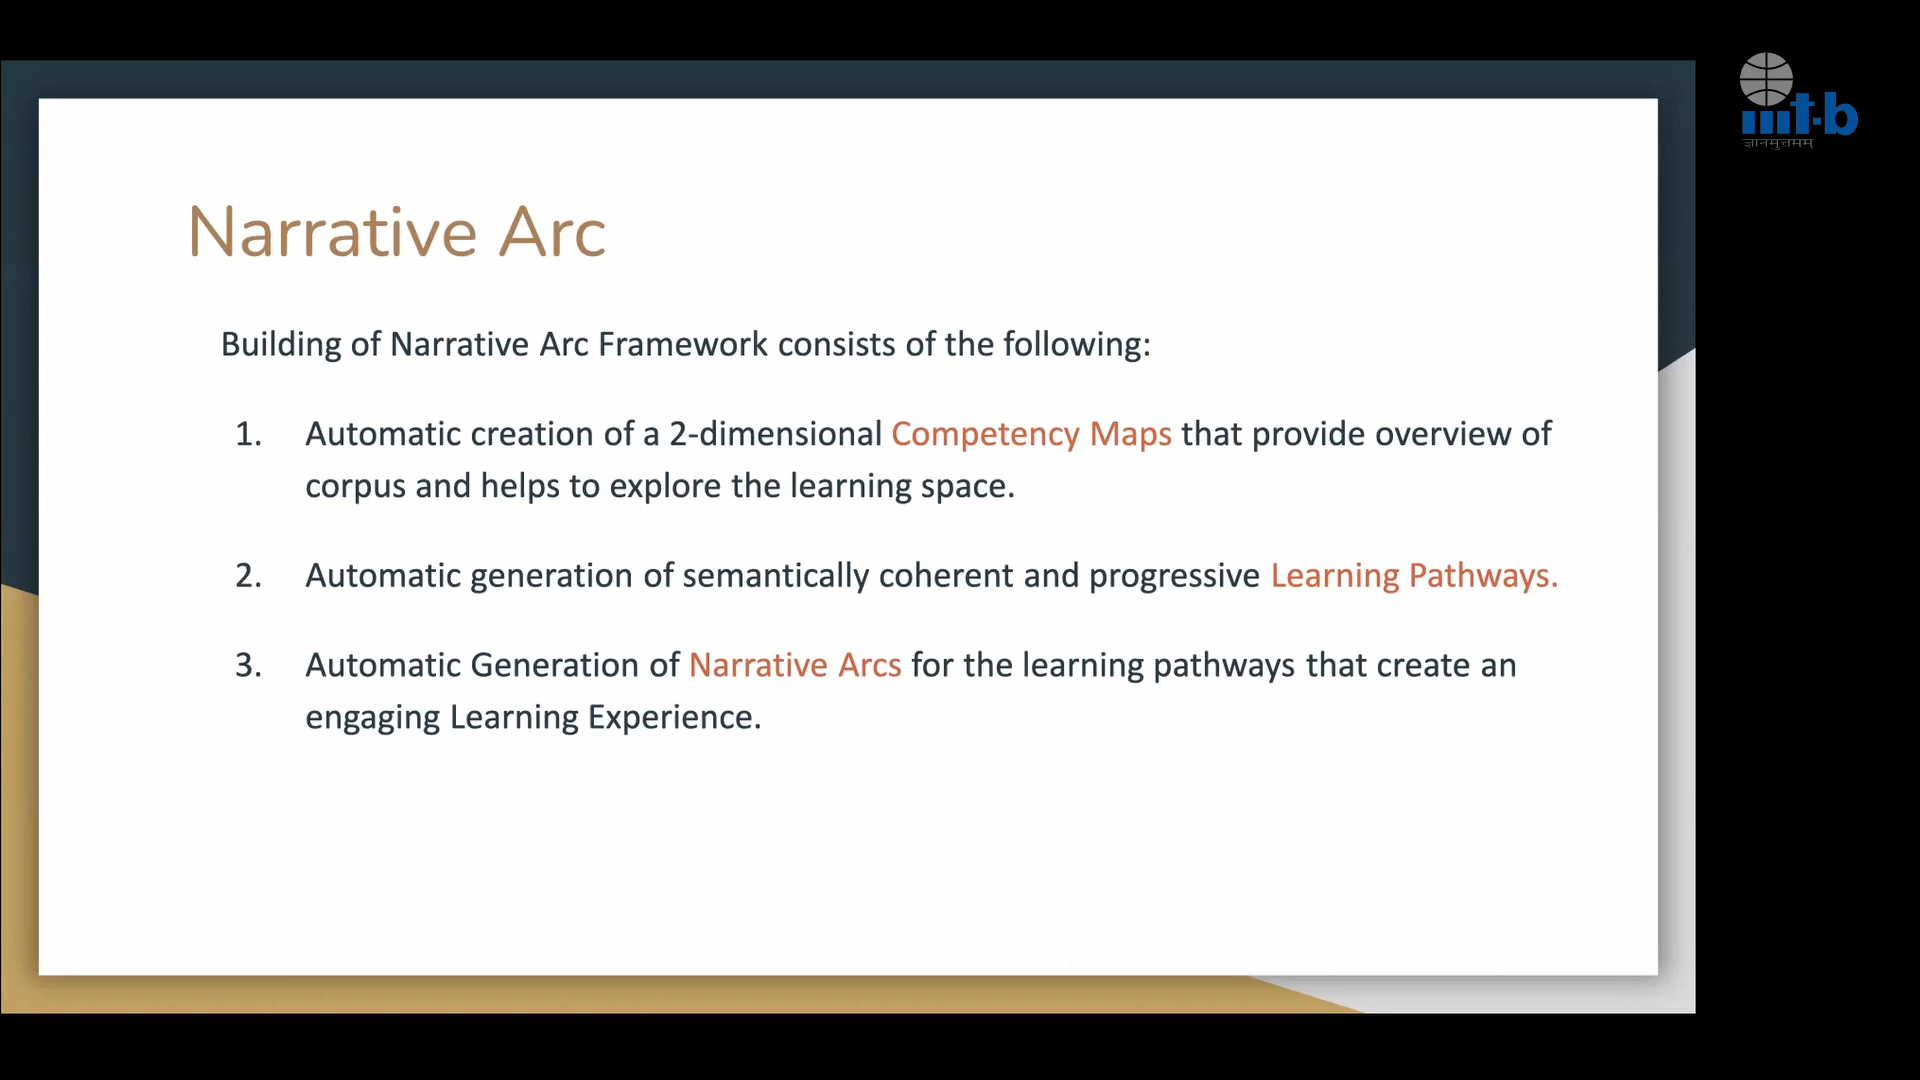 Narrative Arc
Building of Narrative Arc Framework consists of the following:
1. Automatic creation of a 2-dimensional Competency Maps that provide overview of
corpus and helps to explore the learning space.
2. Automatic generation of semantically coherent and progressive Learning Pathways.
3. Automatic Generation of Narrative Arcs for the learning pathways that create an
engaging Learning Experience.
iiit-b
ज्ञानमुत्तमम्